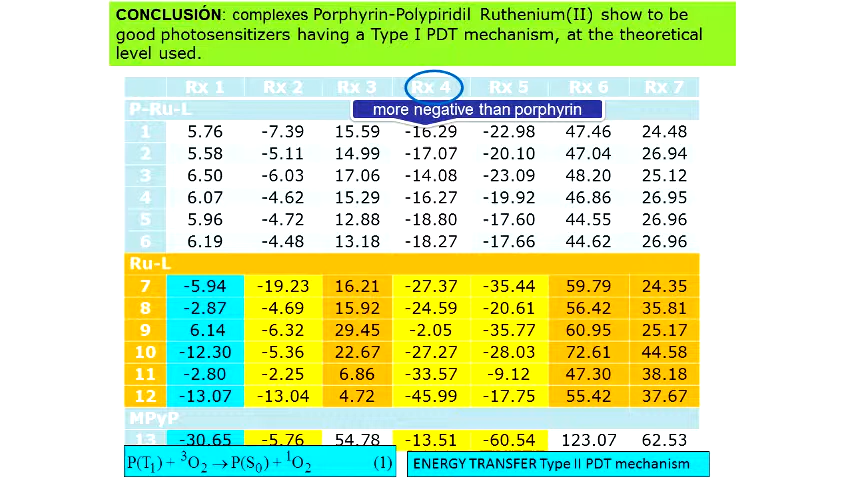 CONCLUSIÓN: complexes Porphyrin-Polypiridil Ruthenium(II) show to be
good photosensitizers having a Type I PDT mechanism, at the theoretical
level used.
Rx 1 Rx 2 Rx 3 Rx 4 Rx 5 Rx 6 Rx 7
P-Ru-L
more negative than porphyrin
1 5.76 -7.39 15.59 -16.29 -22.98 47.46 24.48
2 5.58 -5.11 14.99 -17.07 -20.10 47.04 26.94
3 6.50 -6.03 17.06 -14.08 -23.09 48.20 25.12
4 6.07 -4.62 15.29 -16.27 -19.92 46.86 26.95
5 5.96 -4.72 12.88 -18.80 -17.60 44.55 26.96
6 6.19 -4.48 13.18 -18.27 -17.66 44.62 26.96
Ru-L
7 -5.94 -19.23 16.21 -27.37 -35.44 59.79 24.35
8 -2.87 -4.69 15.92 -24.59 -20.61 56.42 35.81
9 6.14 -6.32 29.45 -2.05 -35.77 60.95 25.17
10 -12.30 -5.36 22.67 -27.27 -28.03 72.61 44.58
11 -2.80 -2.25 6.86 -33.57 -9.12 47.30 38.18
12 -13.07 -13.04 4.72 -45.99 -17.75 55.42 37.67
MPyP
13 -30.65 -5.76 54.78 -13.51 -60.54 123.07 62.53
P(T₁) + ³O₂ → P(S₀) + ¹O₂ (1)
ENERGY TRANSFER Type II PDT mechanism